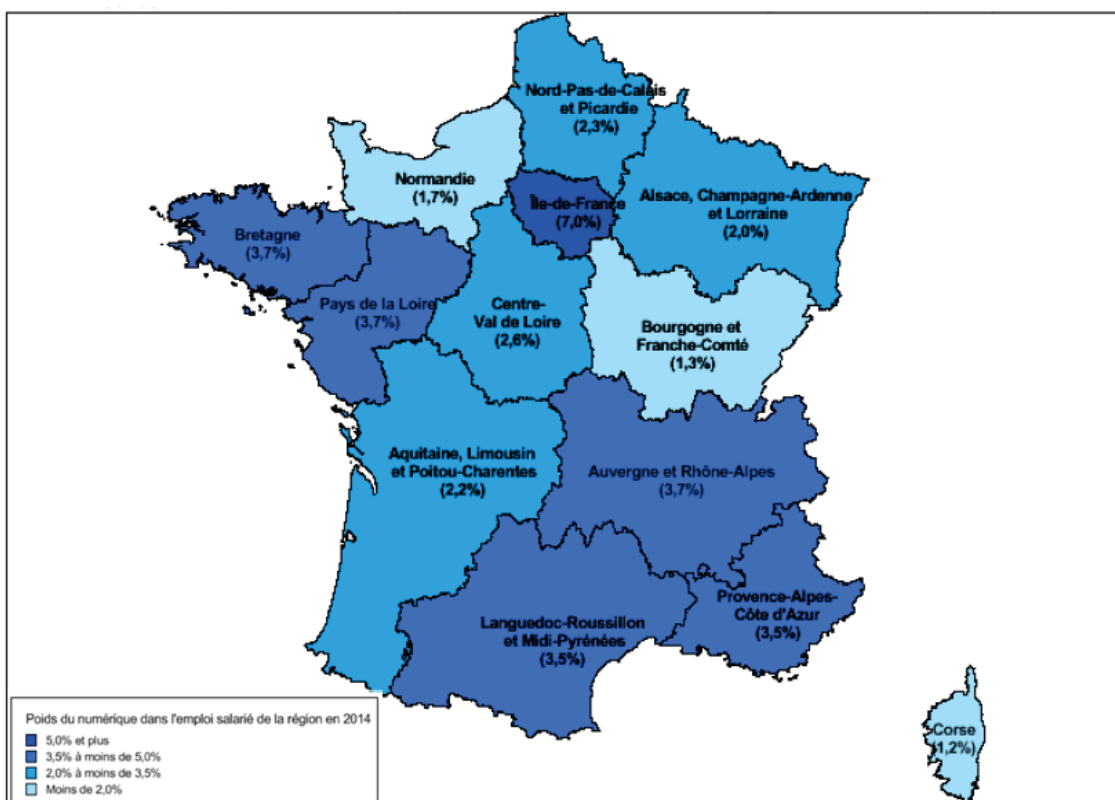 Nord-Pas-de-Calais
et Picardie
(2,3%)
Normandie
(1,7%)
Île-de-France
(7,0%)
Alsace, Champagne-Ardenne
et Lorraine
(2,0%)
Bretagne
(3,7%)
Pays de la Loire
(3,7%)
Centre-
Val de Loire
(2,6%)
Bourgogne et
Franche-Comté
(1,3%)
Aquitaine, Limousin
et Poitou-Charentes
(2,2%)
Auvergne et Rhône-Alpes
(3,7%)
Provence-Alpes-
Côte d'Azur
(3,5%)
Languedoc-Roussillon
et Midi-Pyrénées
(3,5%)
Corse
(1,2%)
Poids du numérique dans l'emploi salarié de la région en 2014
5,0% et plus
3,5% à moins de 5,0%
2,0% à moins de 3,5%
Moins de 2,0%